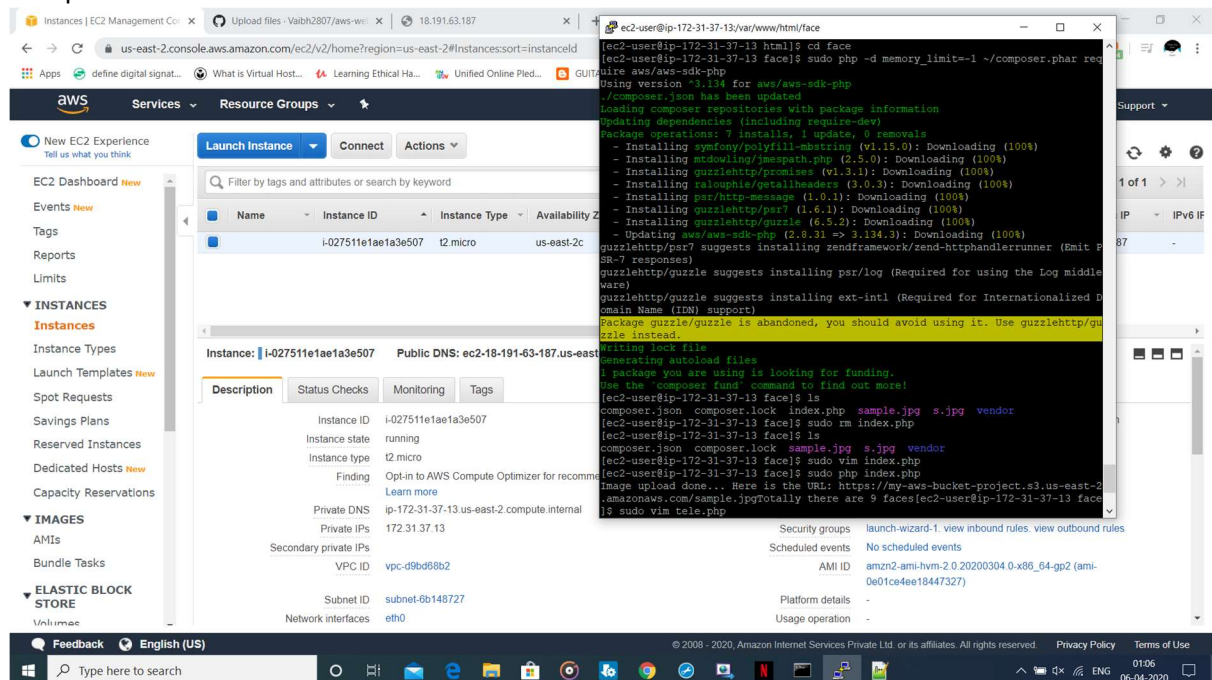 Instances | EC2 Management Con
Upload files · Vaibh2807/aws-web
18.191.63.187
us-east-2.console.aws.amazon.com/ec2/v2/home?region=us-east-2#Instances:sort=instanceId
Apps
define digital signat...
What is Virtual Host...
Learning Ethical Ha...
Unified Online Pled...
GUITA
aws
Services
Resource Groups
Support
New EC2 Experience
Tell us what you think
EC2 Dashboard New
Events New
Tags
Reports
Limits
INSTANCES
Instances
Instance Types
Launch Templates New
Spot Requests
Savings Plans
Reserved Instances
Dedicated Hosts New
Capacity Reservations
IMAGES
AMIs
Bundle Tasks
ELASTIC BLOCK
STORE
Volumes
Launch Instance
Connect
Actions
Filter by tags and attributes or search by keyword
1 of 1
Name
Instance ID
Instance Type
Availability Z
IP
IPv6 IP
i-027511e1ae1a3e507
t2.micro
us-east-2c
87
-
Instance: i-027511e1ae1a3e507 Public DNS: ec2-18-191-63-187.us-east
Description
Status Checks
Monitoring
Tags
Instance ID i-027511e1ae1a3e507
Instance state running
Instance type t2.micro
Finding Opt-in to AWS Compute Optimizer for recomme
Learn more
Private DNS ip-172-31-37-13.us-east-2.compute.internal
Private IPs 172.31.37.13
Secondary private IPs
VPC ID vpc-d9bd68b2
Subnet ID subnet-6b148727
Network interfaces eth0
Security groups launch-wizard-1. view inbound rules. view outbound rules
Scheduled events No scheduled events
AMI ID amzn2-ami-hvm-2.0.20200304.0-x86_64-gp2 (ami-
0e01ce4ee18447327)
Platform details -
Usage operation -
ec2-user@ip-172-31-37-13:/var/www/html/face
[ec2-user@ip-172-31-37-13 html]$ cd face
[ec2-user@ip-172-31-37-13 face]$ sudo php -d memory_limit=-1 ~/composer.phar req
uire aws/aws-sdk-php
Using version ^3.134 for aws/aws-sdk-php
./composer.json has been updated
Loading composer repositories with package information
Updating dependencies (including require-dev)
Package operations: 7 installs, 1 update, 0 removals
- Installing symfony/polyfill-mbstring (v1.15.0): Downloading (100%)
- Installing mtdowling/jmespath.php (2.5.0): Downloading (100%)
- Installing guzzlehttp/promises (v1.3.1): Downloading (100%)
- Installing ralouphie/getallheaders (3.0.3): Downloading (100%)
- Installing psr/http-message (1.0.1): Downloading (100%)
- Installing guzzlehttp/psr7 (1.6.1): Downloading (100%)
- Installing guzzlehttp/guzzle (6.5.2): Downloading (100%)
- Updating aws/aws-sdk-php (2.8.31 => 3.134.3): Downloading (100%)
guzzlehttp/psr7 suggests installing zendframework/zend-httphandlerrunner (Emit P
SR-7 responses)
guzzlehttp/guzzle suggests installing psr/log (Required for using the Log middle
ware)
guzzlehttp/guzzle suggests installing ext-intl (Required for Internationalized D
omain Name (IDN) support)
Package guzzle/guzzle is abandoned, you should avoid using it. Use guzzlehttp/gu
zzle instead.
Writing lock file
Generating autoload files
1 package you are using is looking for funding.
Use the `composer fund` command to find out more!
[ec2-user@ip-172-31-37-13 face]$ ls
composer.json composer.lock index.php sample.jpg s.jpg vendor
[ec2-user@ip-172-31-37-13 face]$ sudo rm index.php
[ec2-user@ip-172-31-37-13 face]$ ls
composer.json composer.lock sample.jpg s.jpg vendor
[ec2-user@ip-172-31-37-13 face]$ sudo vim index.php
[ec2-user@ip-172-31-37-13 face]$ sudo php index.php
Image upload done... Here is the URL: https://my-aws-bucket-project.s3.us-east-2
.amazonaws.com/sample.jpgTotally there are 9 faces[ec2-user@ip-172-31-37-13 face
]$ sudo vim tele.php
Feedback
English (US)
© 2008 - 2020, Amazon Internet Services Private Ltd. or its affiliates. All rights reserved.
Privacy Policy
Terms of Use
Type here to search
ENG
01:06
06-04-2020